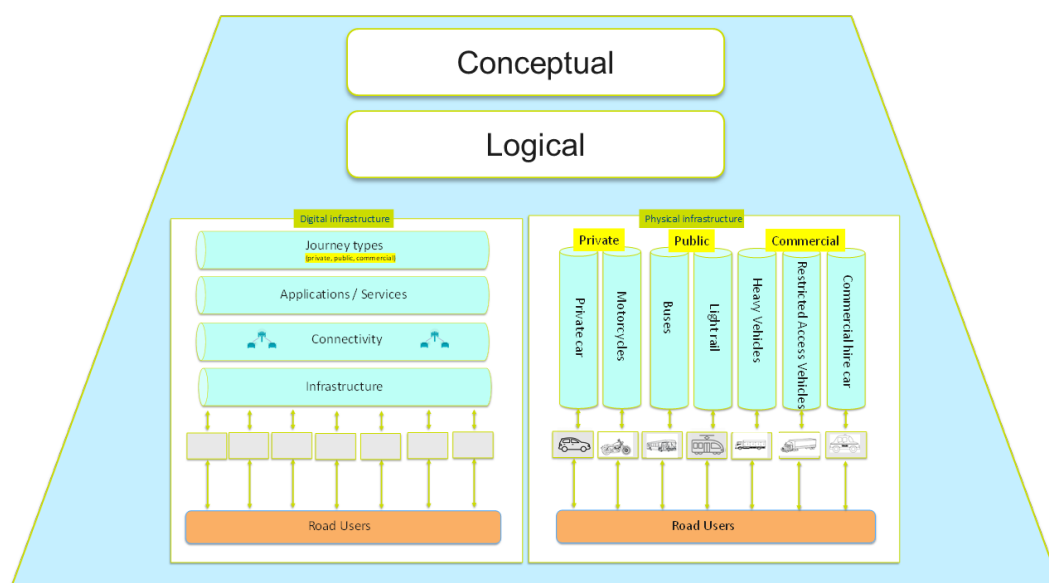 Conceptual
Logical
Digital infrastructure
Journey types
(private, public, commercial)
Applications / Services
Connectivity
Infrastructure
Road Users
Physical infrastructure
Private
Public
Commercial
Private car
Motorcycles
Buses
Light rail
Heavy Vehicles
Restricted Access Vehicles
Commercial hire car
Road Users